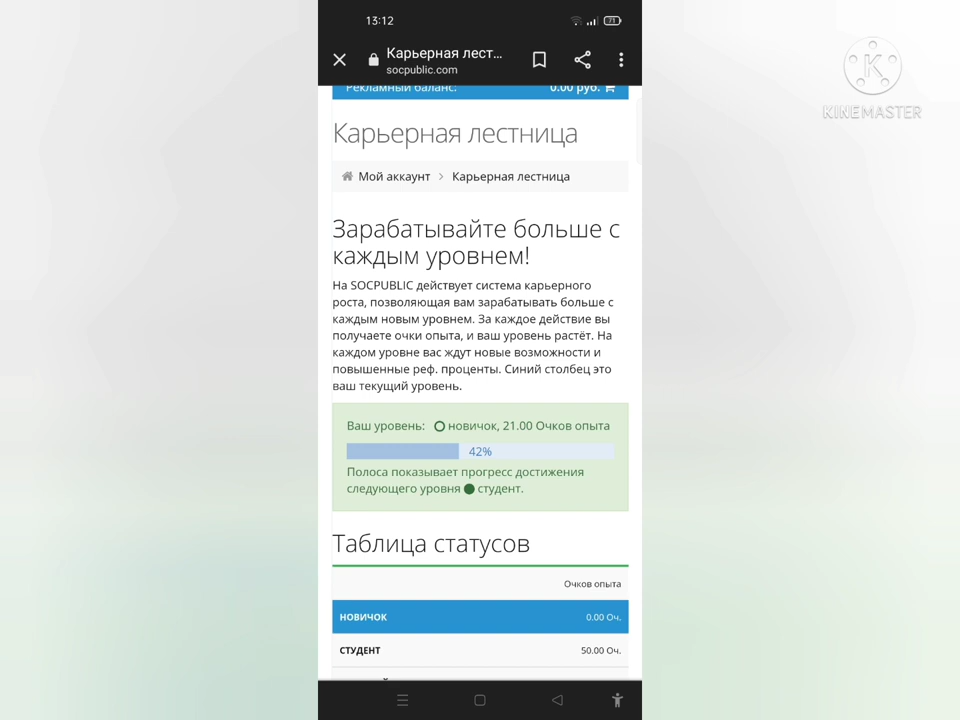 13:12
71
Карьерная лест...
socpublic.com
Рекламный баланс: 0.00 руб.
Карьерная лестница
Мой аккаунт > Карьерная лестница
Зарабатывайте больше с
каждым уровнем!
На SOCPUBLIC действует система карьерного
роста, позволяющая вам зарабатывать больше с
каждым новым уровнем. За каждое действие вы
получаете очки опыта, и ваш уровень растёт. На
каждом уровне вас ждут новые возможности и
повышенные реф. проценты. Синий столбец это
ваш текущий уровень.
Ваш уровень: новичок, 21.00 Очков опыта
42%
Полоса показывает прогресс достижения
следующего уровня студент.
Таблица статусов
Очков опыта
НОВИЧОК 0.00 Оч.
СТУДЕНТ 50.00 Оч.
K
KINEMASTER